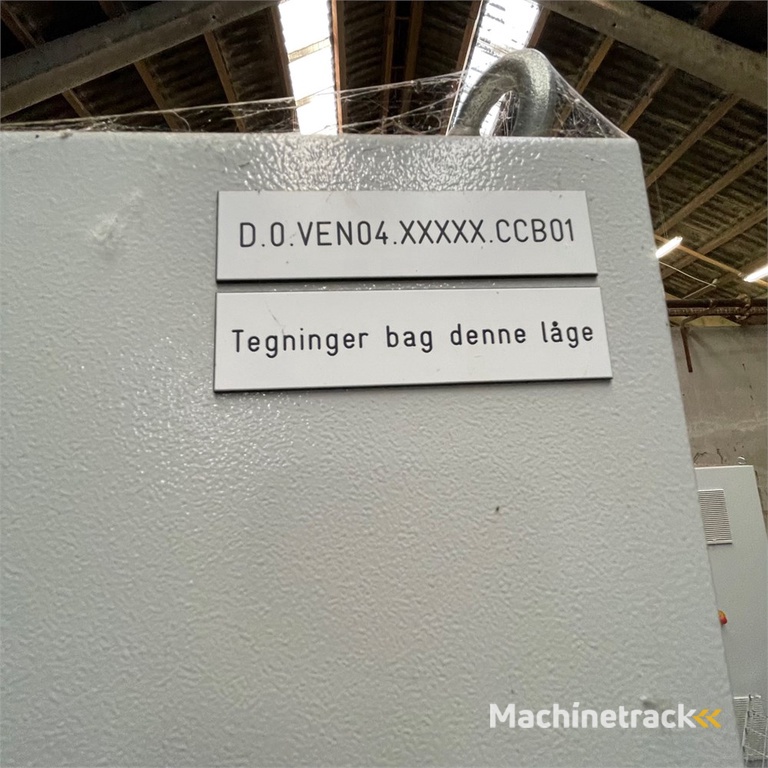 D.O.VEN04.XXXXX.CCB01
Tegninger bag denne låge
Machinetrack